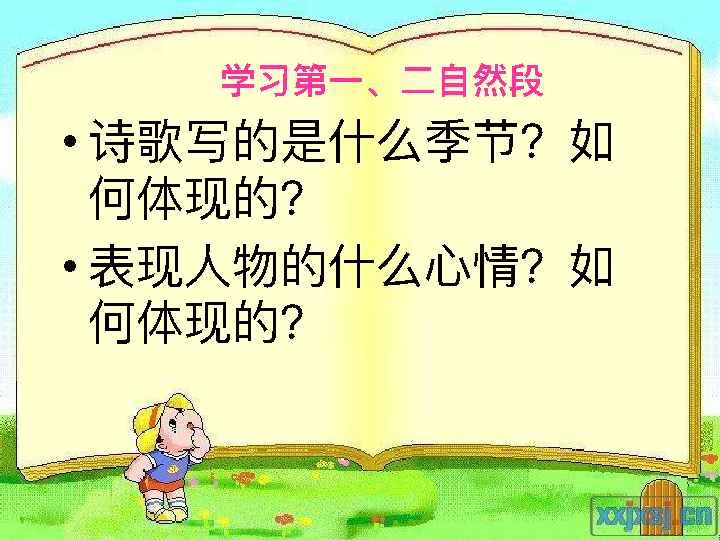 学习第一、二自然段
•诗歌写的是什么季节？如
何体现的？
•表现人物的什么心情？如
何体现的？
xxjxsj.cn